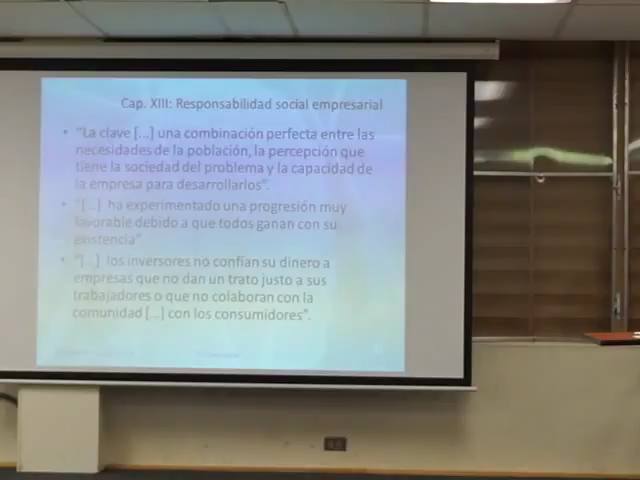 Cap. XIII: Responsabilidad social empresarial
• "La clave [...] una combinación perfecta entre las
necesidades de la población, la percepción que
tiene la sociedad del problema y la capacidad de
la empresa para desarrollarlos".
• "[...] ha experimentado una progresión muy
favorable debido a que todos ganan con su
existencia"
• "[...] los inversores no confían su dinero a
empresas que no dan un trato justo a sus
trabajadores o que no colaboran con la
comunidad [...] con los consumidores".